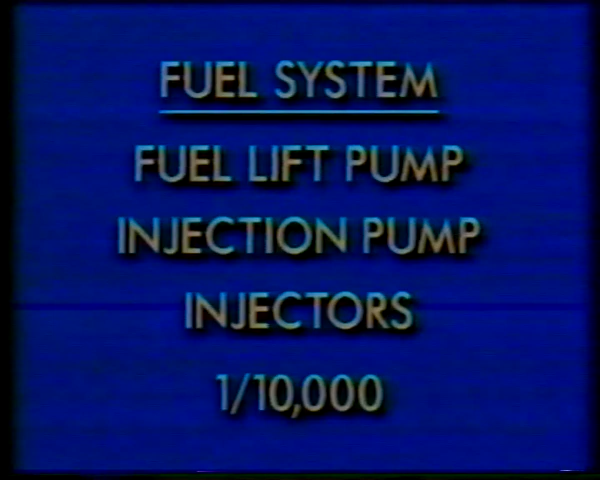 FUEL SYSTEM
FUEL LIFT PUMP
INJECTION PUMP
INJECTORS
1/10,000